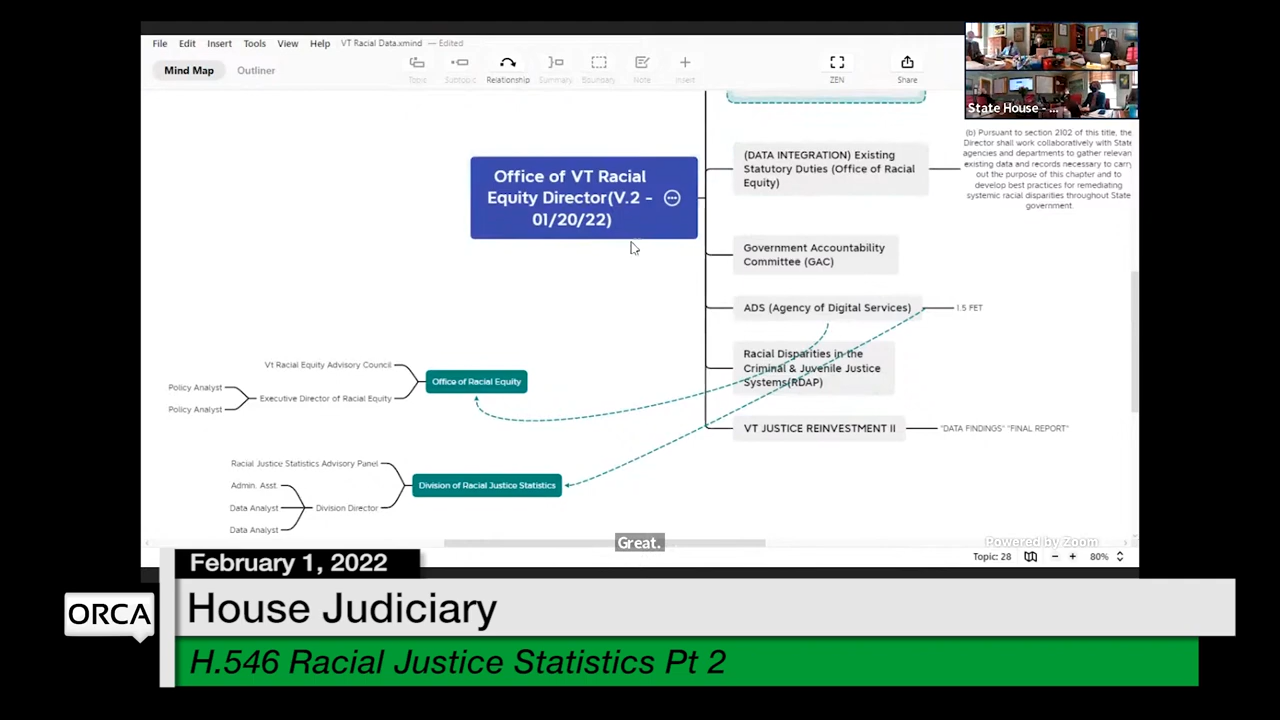 File Edit Insert Tools View Help VT Racial Data.xmind — Edited
Mind Map Outliner
Topic Subtopic Relationship Summary Boundary Note Insert ZEN Share
State House - ...
Office of VT Racial
Equity Director(V.2 -
01/20/22)
(DATA INTEGRATION) Existing
Statutory Duties (Office of Racial
Equity)
(b) Pursuant to section 2102 of this title, the
Director shall work collaboratively with State
agencies and departments to gather relevan
existing data and records necessary to carry
out the purpose of this chapter and to
develop best practices for remediating
systemic racial disparities throughout State
government.
Government Accountability
Committee (GAC)
ADS (Agency of Digital Services)
1.5 FET
Racial Disparities in the
Criminal & Juvenile Justice
Systems(RDAP)
VT JUSTICE REINVESTMENT II
"DATA FINDINGS" "FINAL REPORT"
Vt Racial Equity Advisory Council
Office of Racial Equity
Policy Analyst
Executive Director of Racial Equity
Policy Analyst
Racial Justice Statistics Advisory Panel
Division of Racial Justice Statistics
Admin. Asst.
Data Analyst
Division Director
Data Analyst
Great.
Powered by Zoom
Topic: 28 80%
February 1, 2022
ORCA
House Judiciary
H.546 Racial Justice Statistics Pt 2